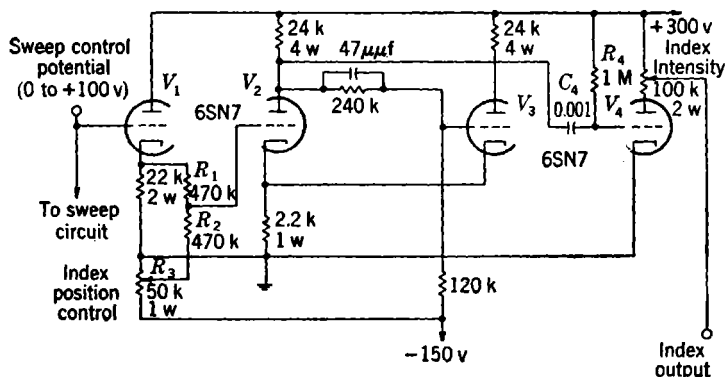 Sweep control
potential
(0 to +100 v)
V1
24 k
4 w
47μμf
V2
6SN7
240 k
24 k
4 w
V3
C4
0.001
6SN7
R4
1 M
V4
+300 v
Index
Intensity
100 k
2 w
To sweep
circuit
22 k
2 w
R1
470 k
R2
470 k
2.2 k
1 w
Index
position
control
R3
50 k
1 w
120 k
−150 v
Index
output